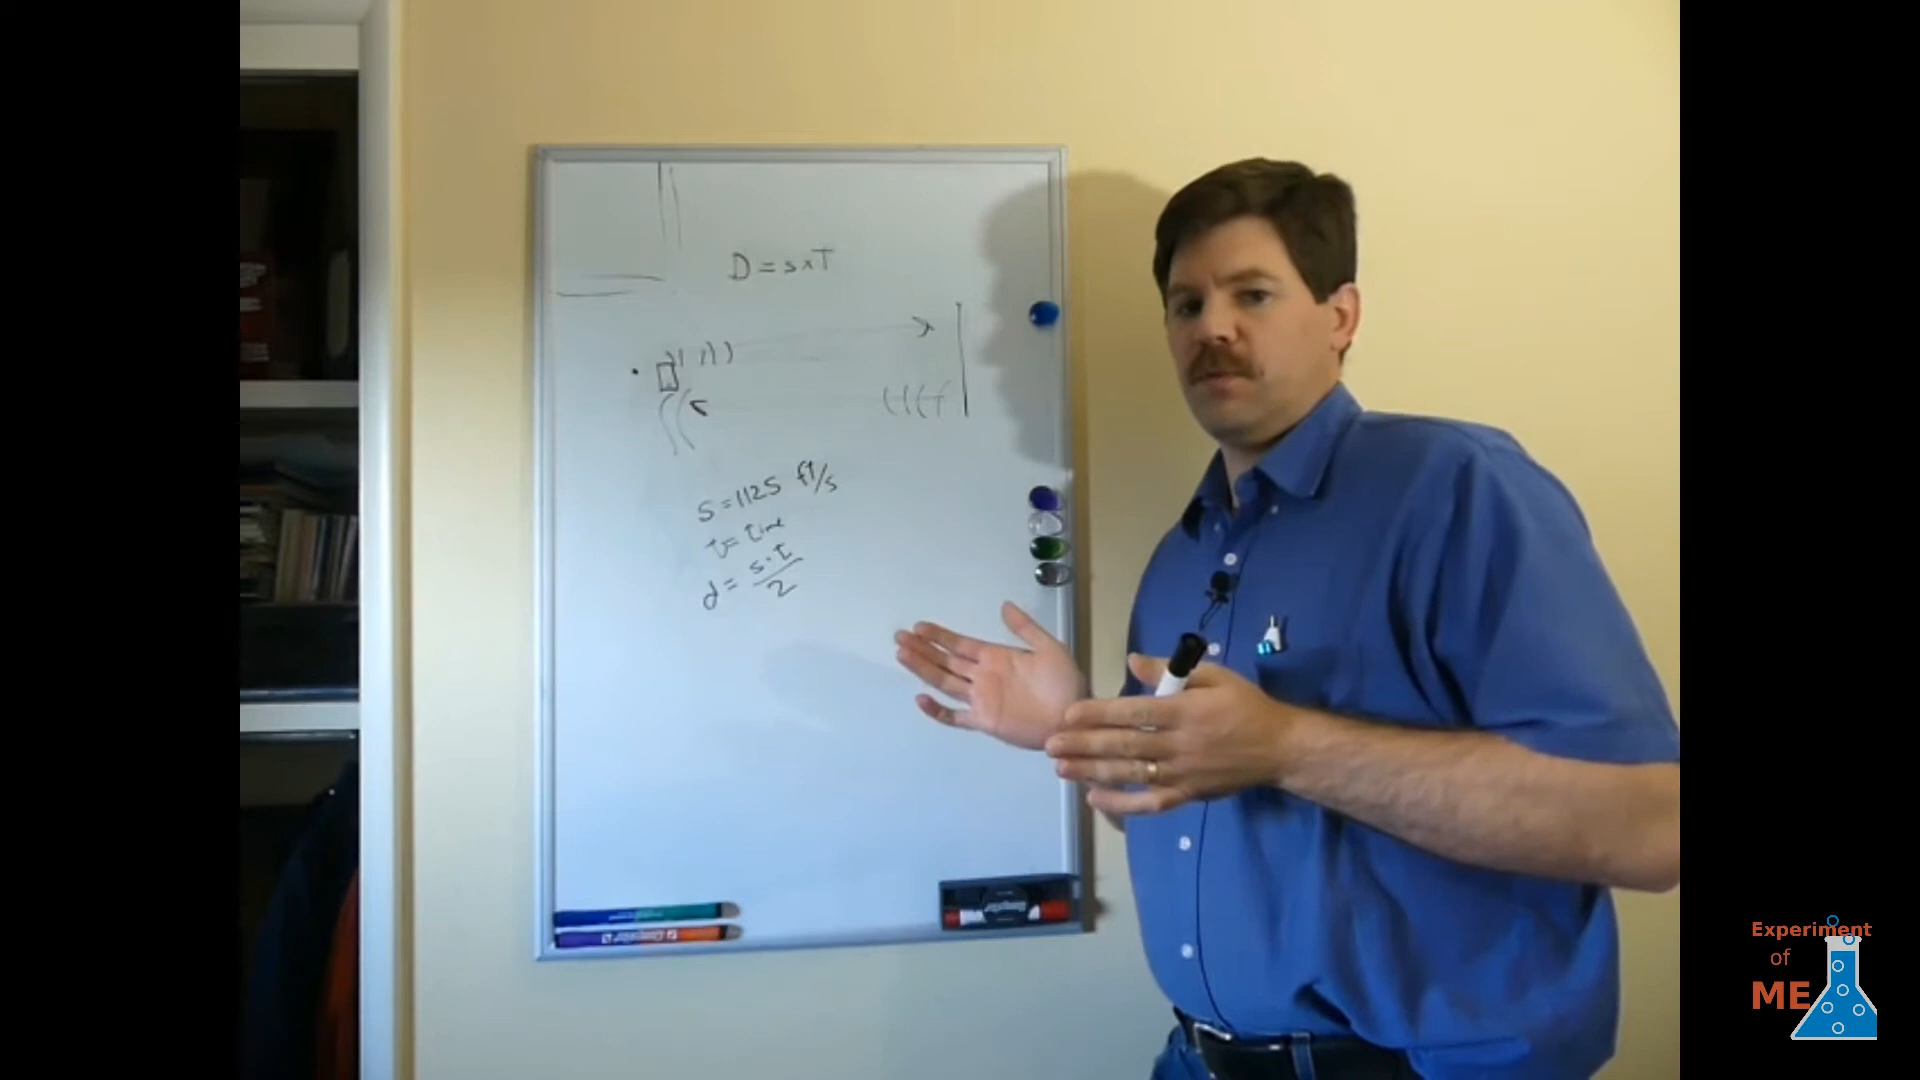 D = s x T
S = 1125 ft/s
t = time
d = s·t/2
Experiment
of
ME